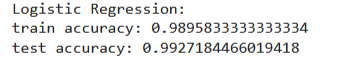 Logistic Regression:
train accuracy: 0.9895833333333334
test accuracy: 0.9927184466019418